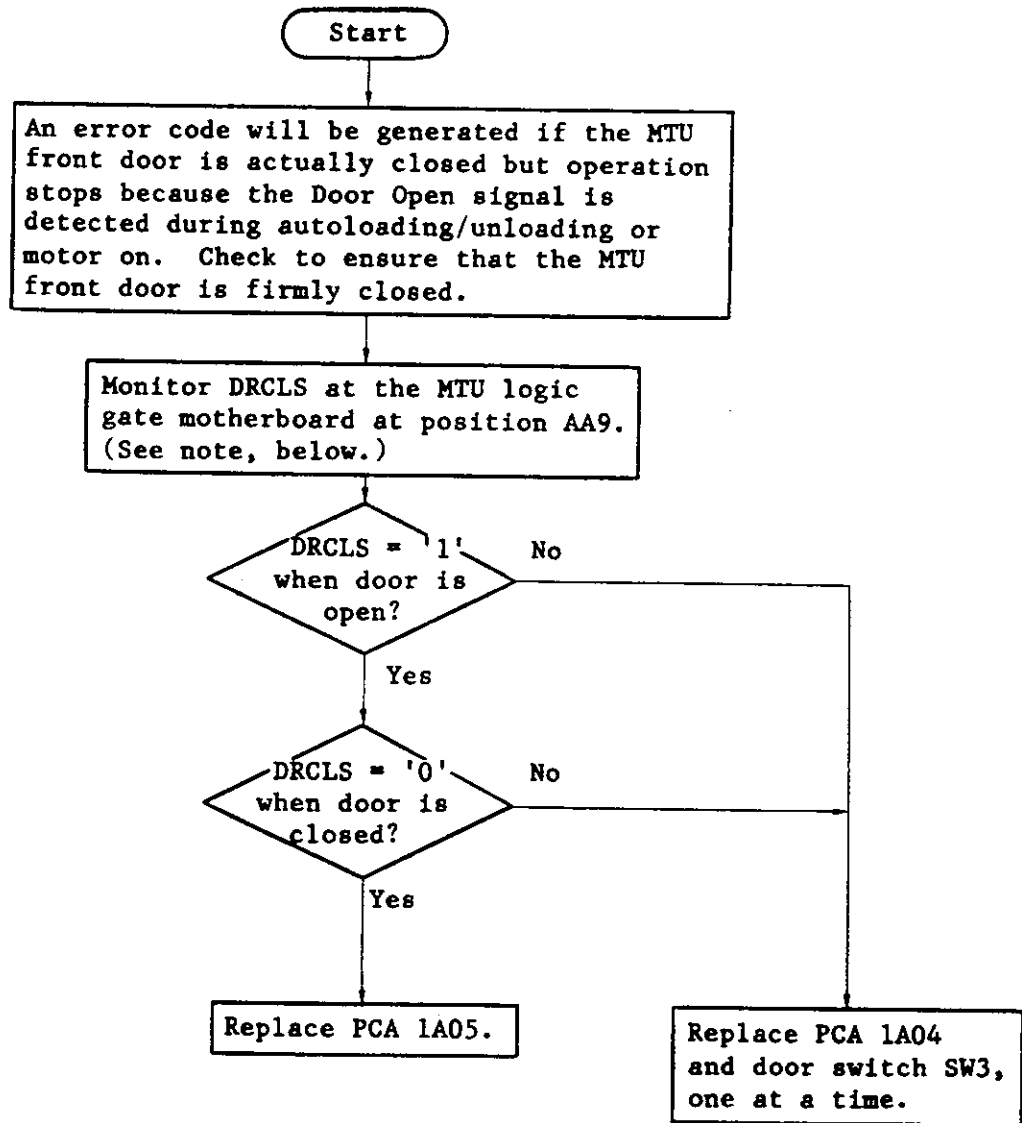 Start
An error code will be generated if the MTU
front door is actually closed but operation
stops because the Door Open signal is
detected during autoloading/unloading or
motor on. Check to ensure that the MTU
front door is firmly closed.
Monitor DRCLS at the MTU logic
gate motherboard at position AA9.
(See note, below.)
DRCLS = '1'
when door is
open?
No
Yes
DRCLS = '0'
when door is
closed?
No
Yes
Replace PCA 1A05.
Replace PCA 1A04
and door switch SW3,
one at a time.